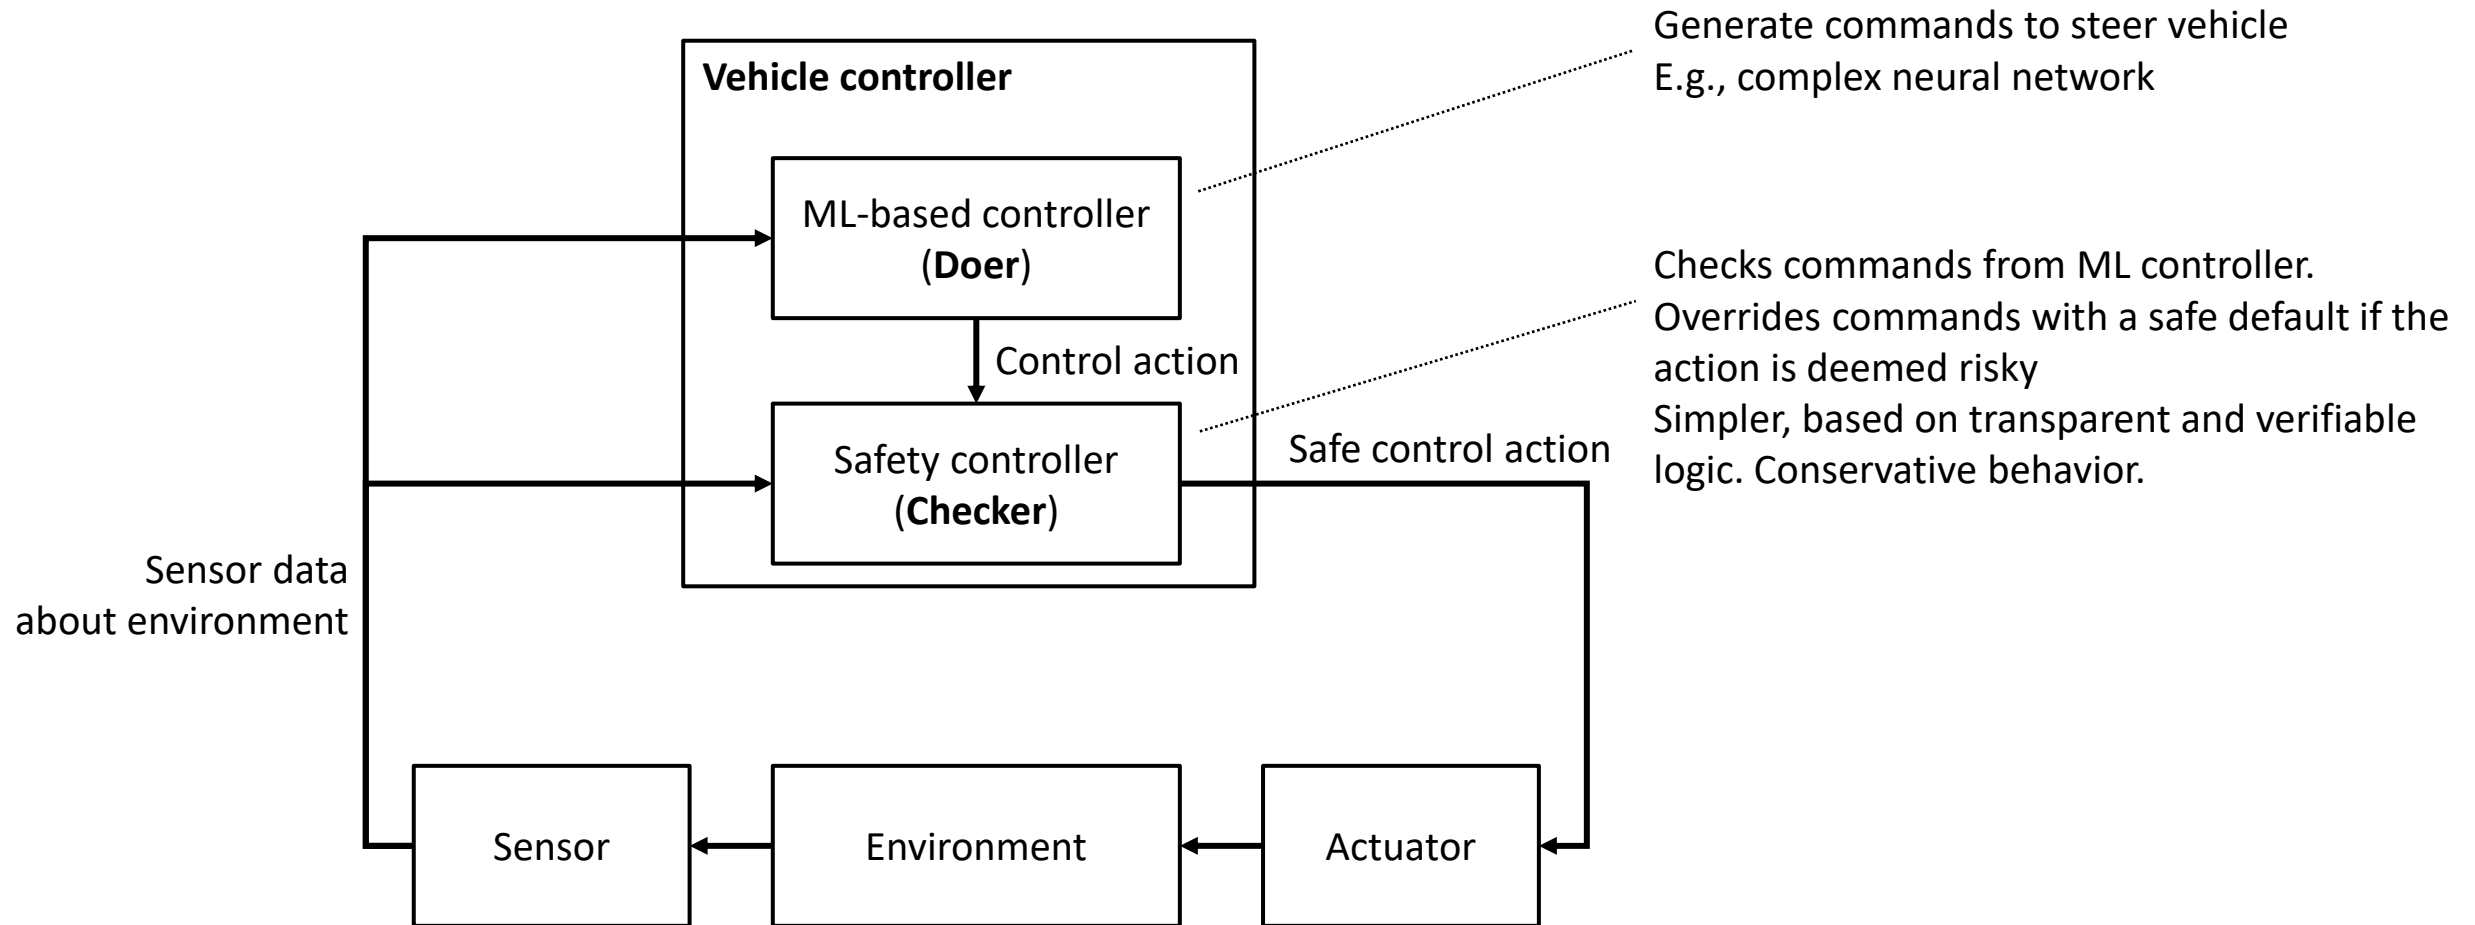 Generate commands to steer vehicle
E.g., complex neural network
Vehicle controller
ML-based controller
(Doer)
Checks commands from ML controller.
Overrides commands with a safe default if the
action is deemed risky
Simpler, based on transparent and verifiable
logic. Conservative behavior.
Control action
Safety controller
(Checker)
Safe control action
Sensor data
about environment
Sensor
Environment
Actuator